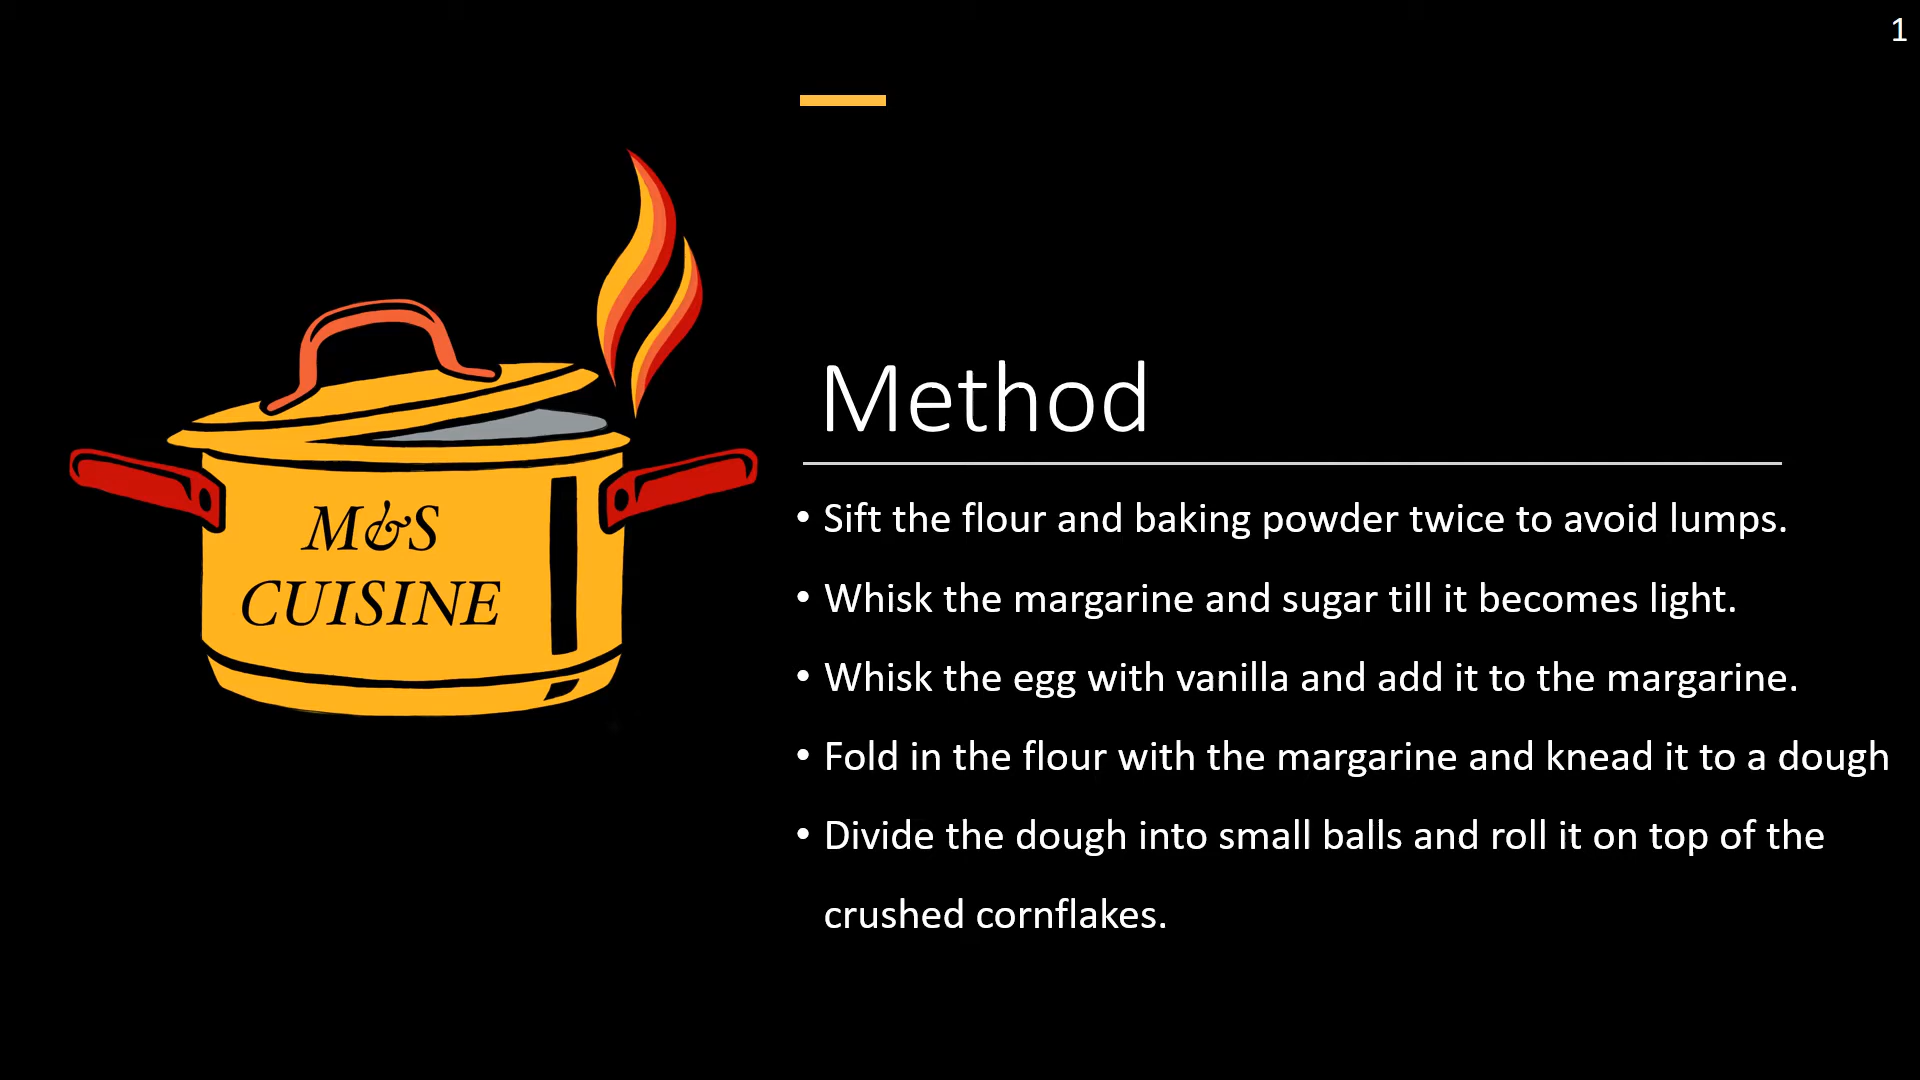 1
M&S
CUISINE
Method
• Sift the flour and baking powder twice to avoid lumps.
• Whisk the margarine and sugar till it becomes light.
• Whisk the egg with vanilla and add it to the margarine.
• Fold in the flour with the margarine and knead it to a dough
• Divide the dough into small balls and roll it on top of the
crushed cornflakes.